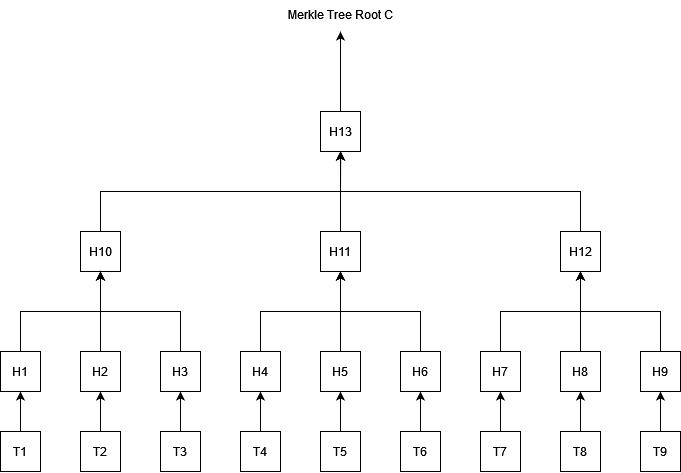 Merkle Tree Root C
H13
H10 H11 H12
H1 H2 H3 H4 H5 H6 H7 H8 H9
T1 T2 T3 T4 T5 T6 T7 T8 T9